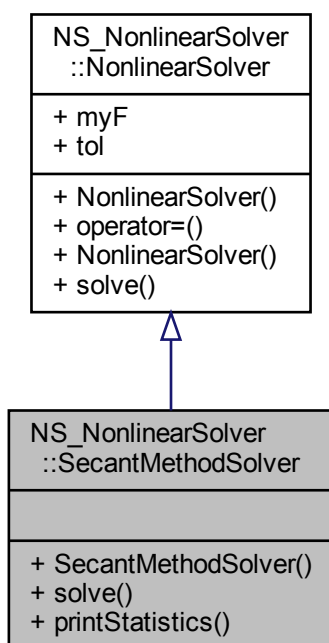 NS_NonlinearSolver
::NonlinearSolver
+ myF
+ tol
+ NonlinearSolver()
+ operator=()
+ NonlinearSolver()
+ solve()
NS_NonlinearSolver
::SecantMethodSolver
+ SecantMethodSolver()
+ solve()
+ printStatistics()